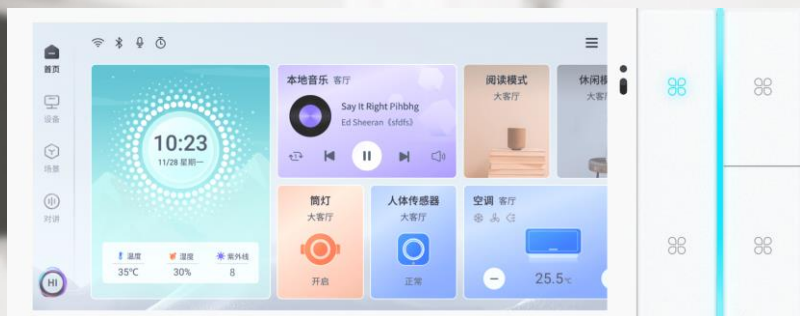 首页
设备
场景
对讲
HI
10:23
11/28 星期一
温度
湿度
紫外线
35℃
30%
8
本地音乐 客厅
Say It Right Pihbhg
Ed Sheeran (sfdfs)
阅读模式
大客厅
休闲模
大客厅
筒灯
大客厅
开启
人体传感器
大客厅
正常
空调 客厅
25.5℃